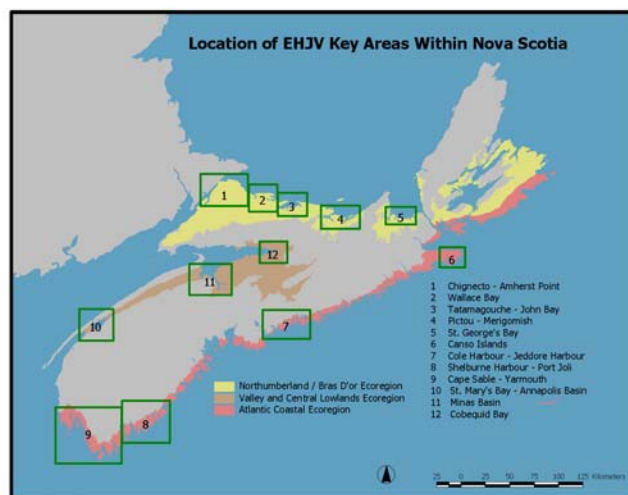 Location of EHJV Key Areas Within Nova Scotia
1
2
3
4
5
12
11
6
10
7
9
8
1 Chignecto - Amherst Point
2 Wallace Bay
3 Tatamagouche - John Bay
4 Pictou - Merigomish
5 St. George's Bay
6 Canso Islands
7 Cole Harbour - Jeddore Harbour
8 Shelburne Harbour - Port Joli
9 Cape Sable - Yarmouth
10 St. Mary's Bay - Annapolis Basin
11 Minas Basin
12 Cobequid Bay
Northumberland / Bras D'or Ecoregion
Valley and Central Lowlands Ecoregion
Atlantic Coastal Ecoregion
25 0 25 50 75 100 125 Kilometers